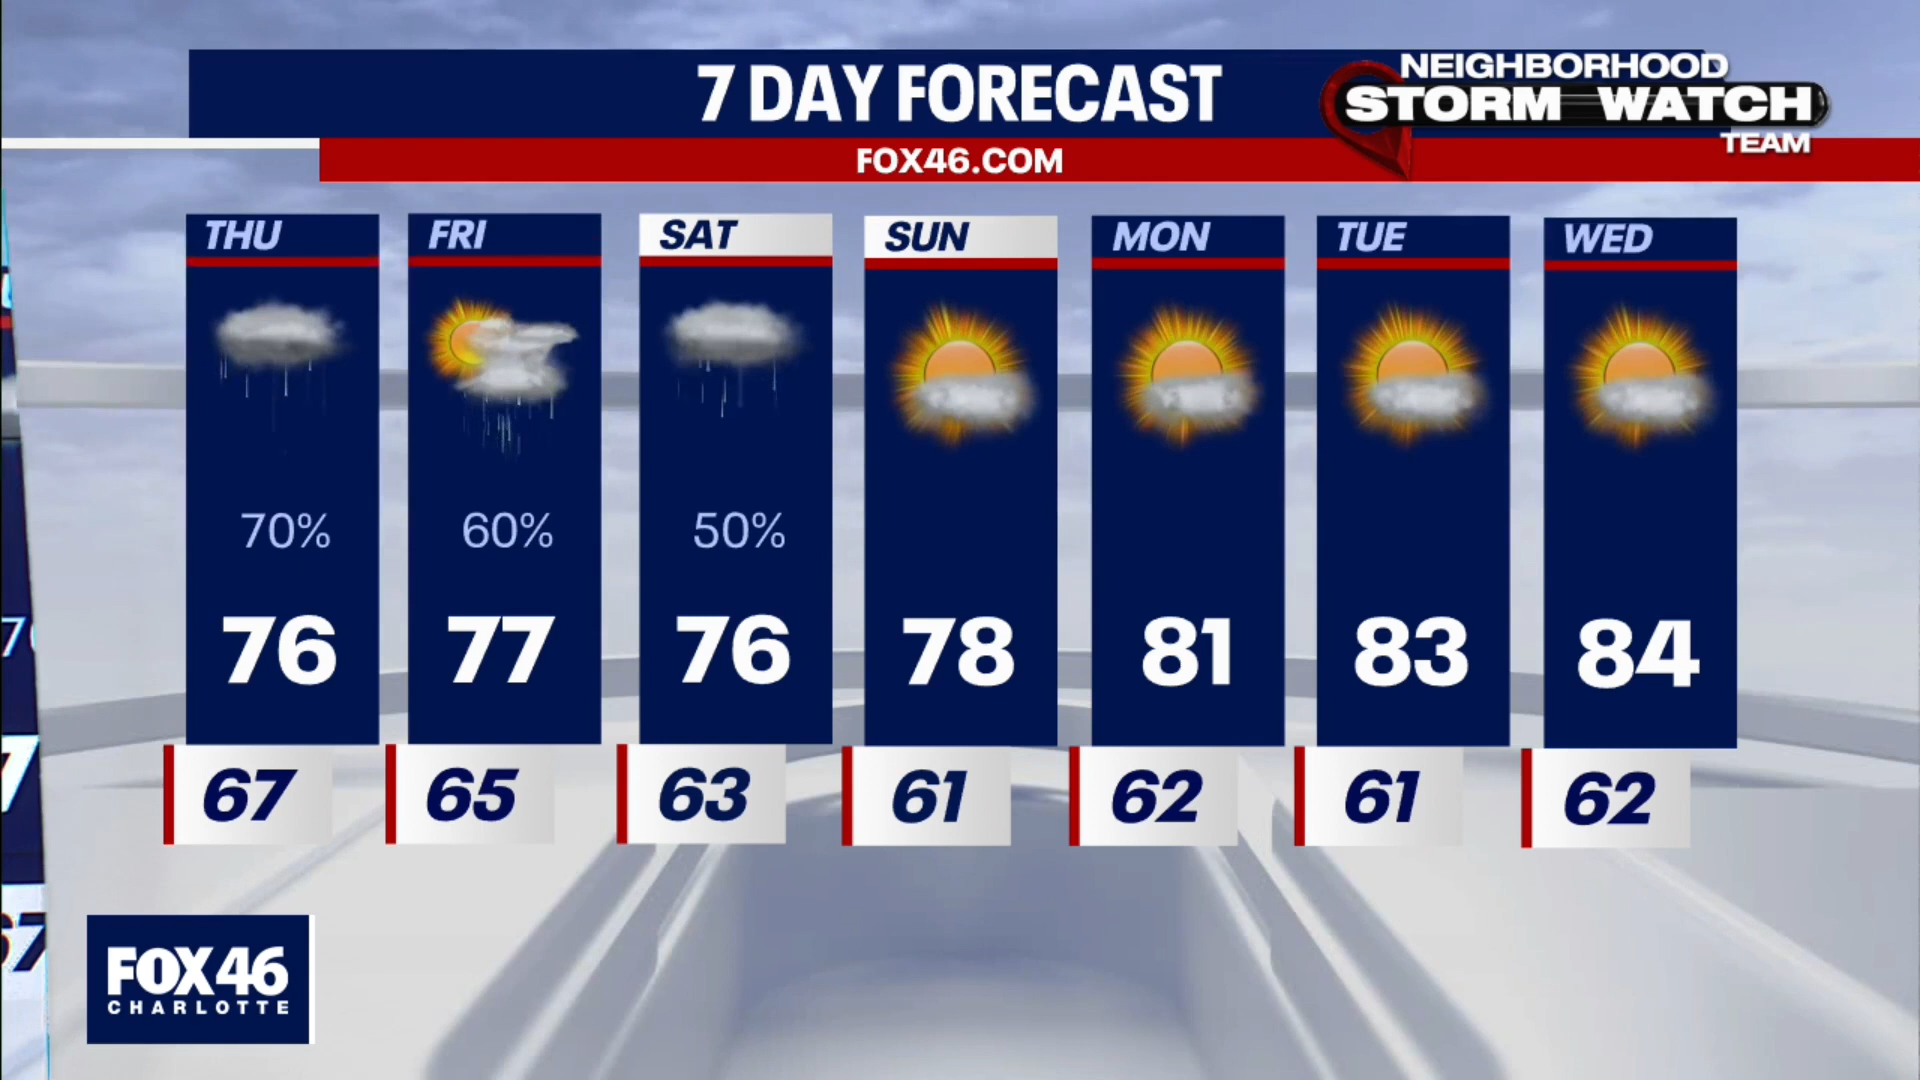 7 DAY FORECAST
NEIGHBORHOOD
STORM WATCH
TEAM
FOX46.COM
THU FRI SAT SUN MON TUE WED
70% 60% 50%
76 77 76 78 81 83 84
67 65 63 61 62 61 62
FOX46
CHARLOTTE